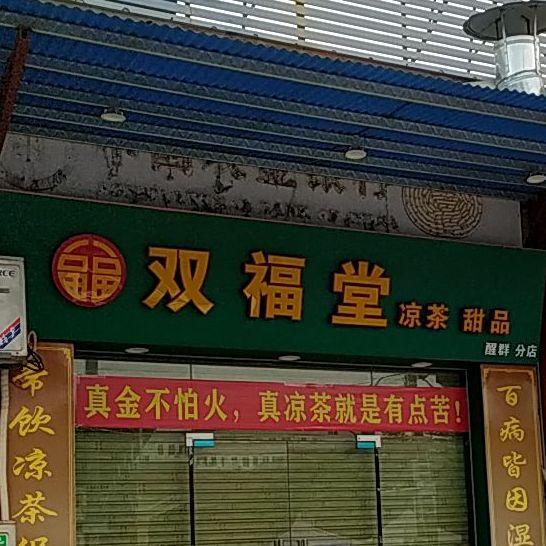 双福堂
凉茶 甜品
醒群 分店
真金不怕火，真凉茶就是有点苦！
常饮凉茶
百病皆因湿